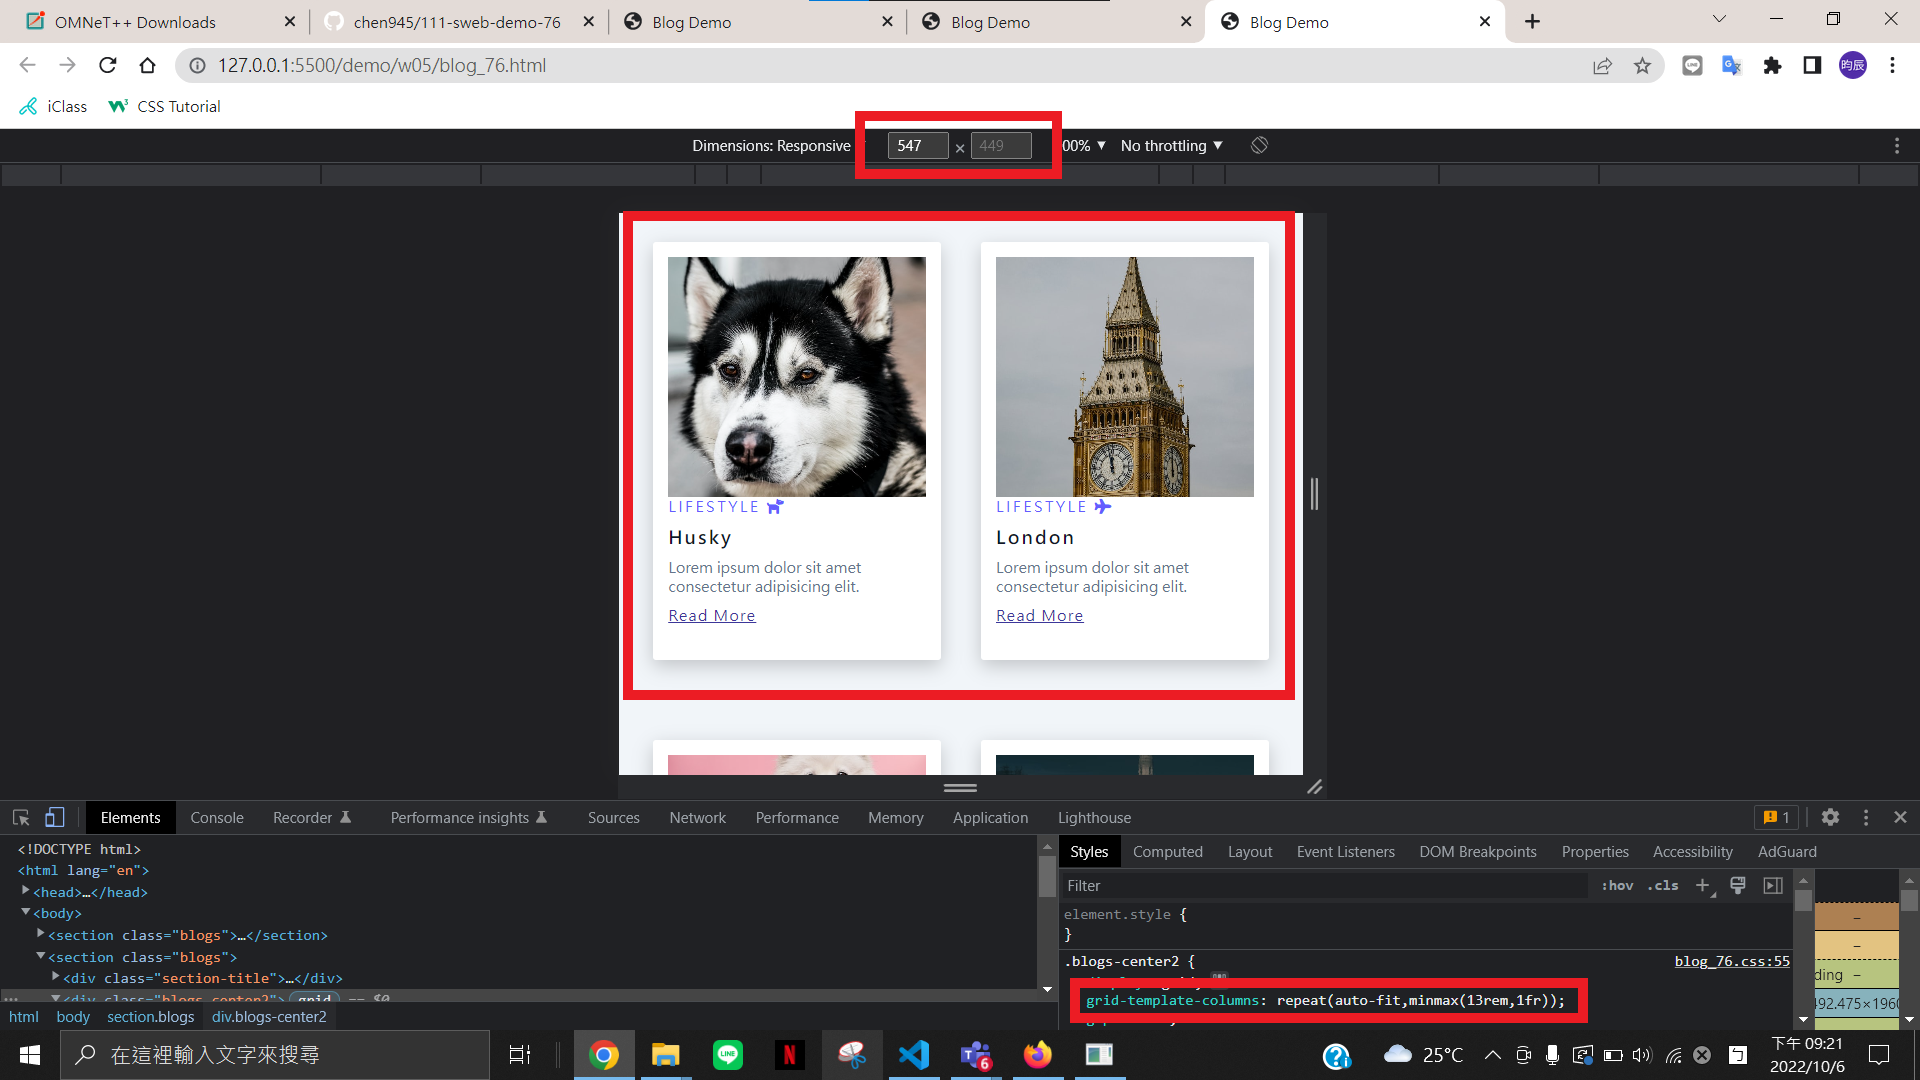 OMNeT++ Downloads
chen945/111-sweb-demo-76
Blog Demo
Blog Demo
Blog Demo
127.0.0.1:5500/demo/w05/blog_76.html
昀辰
iClass
CSS Tutorial
Dimensions: Responsive
547 × 449
00% ▼
No throttling ▼
LIFESTYLE
LIFESTYLE
Husky
London
Lorem ipsum dolor sit amet
consectetur adipisicing elit.
Lorem ipsum dolor sit amet
consectetur adipisicing elit.
Read More
Read More
Elements Console Recorder Performance insights Sources Network Performance Memory Application Lighthouse
1
<!DOCTYPE html>
<html lang="en">
<head>…</head>
<body>
<section class="blogs">…</section>
<section class="blogs">
<div class="section-title">…</div>
<div class="blogs-center2"> grid == $0
html body section.blogs div.blogs-center2
Styles Computed Layout Event Listeners DOM Breakpoints Properties Accessibility AdGuard
Filter
:hov .cls
element.style {
}
.blogs-center2 {
blog_76.css:55
grid-template-columns: repeat(auto-fit,minmax(13rem,1fr));
–
–
ding –
492.475×1960
在這裡輸入文字來搜尋
LINE
N
6
25°C
下午 09:21
2022/10/6